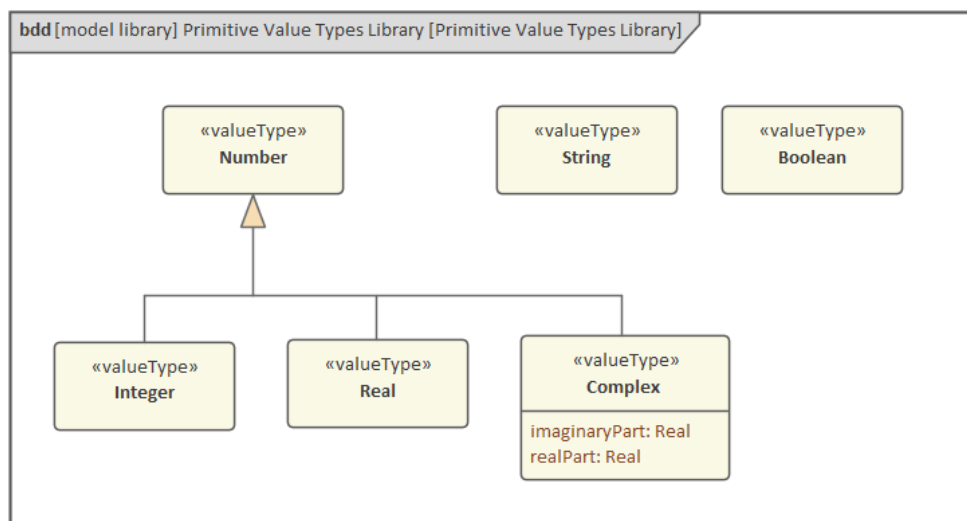 bdd [model library] Primitive Value Types Library [Primitive Value Types Library]
«valueType»
Number
«valueType»
String
«valueType»
Boolean
«valueType»
Integer
«valueType»
Real
«valueType»
Complex
imaginaryPart: Real
realPart: Real